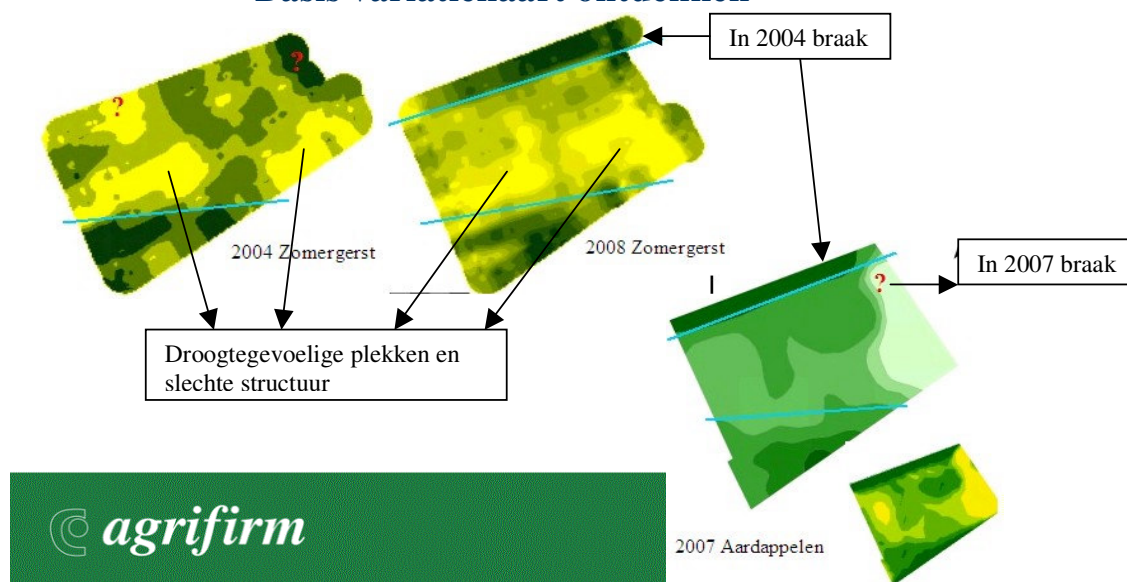 Basis variatiekaart ontdekken
In 2004 braak
?
?
2004 Zomergerst
2008 Zomergerst
In 2007 braak
?
Droogtegevoelige plekken en
slechte structuur
agrifirm
2007 Aardappelen